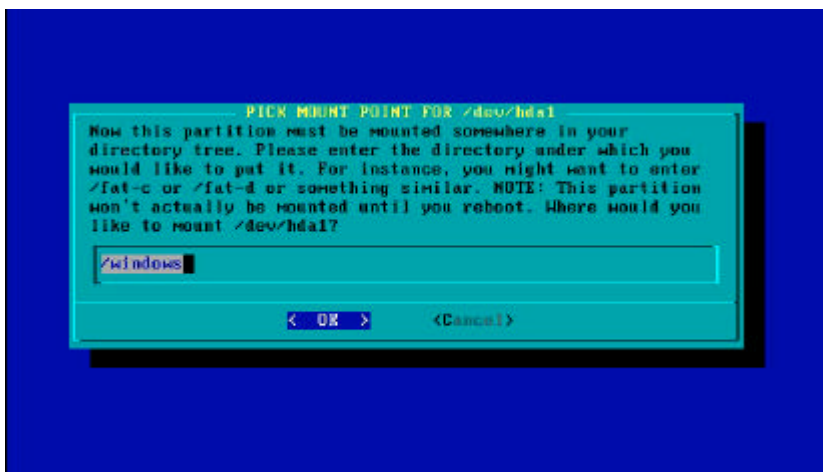 PICK MOUNT POINT FOR /dev/hda1
Now this partition must be mounted somewhere in your
directory tree. Please enter the directory under which you
would like to put it. For instance, you might want to enter
/fat-c or /fat-d or something similar. NOTE: This partition
won't actually be mounted until you reboot. Where would you
like to mount /dev/hda1?
/windows
< OK > <Cancel>